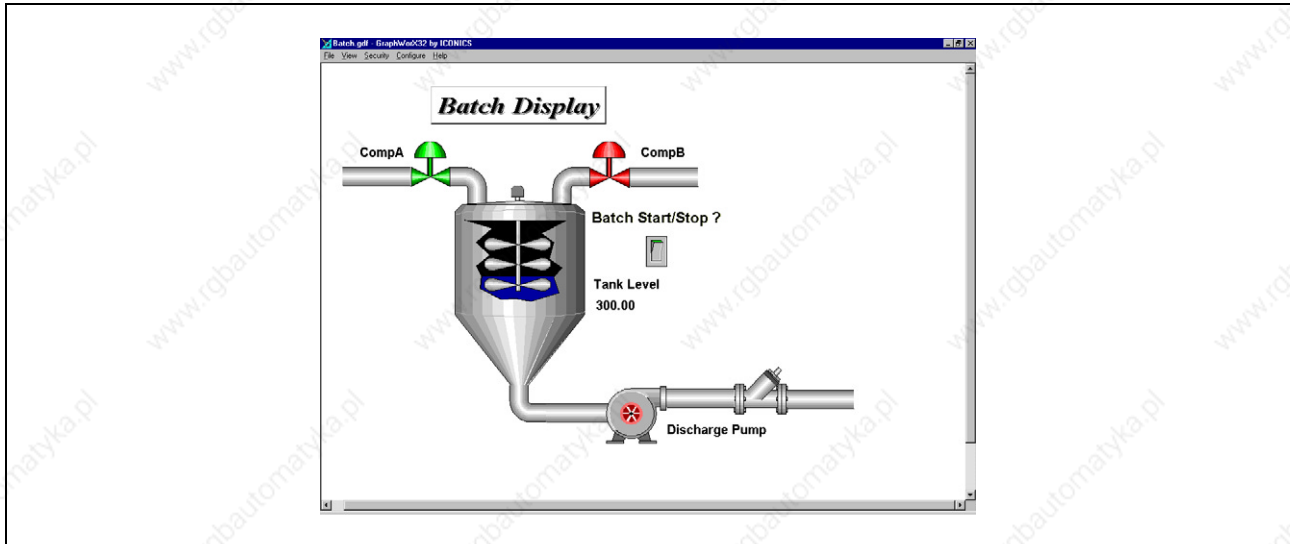 Batch.gdf - GraphWorX32 by ICONICS
File View Security Configure Help
Batch Display
CompA
CompB
Batch Start/Stop ?
Tank Level
300.00
Discharge Pump
www.rgbautomatyka.pl